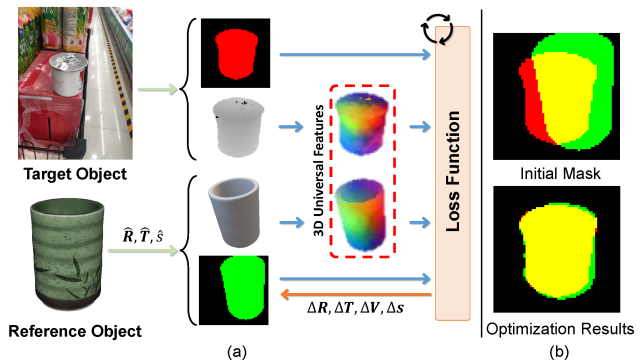 Target Object
Reference Object
R̂, T̂, ŝ
3D Universal Features
Loss Function
ΔR, ΔT, ΔV, Δs
(a)
Initial Mask
Optimization Results
(b)